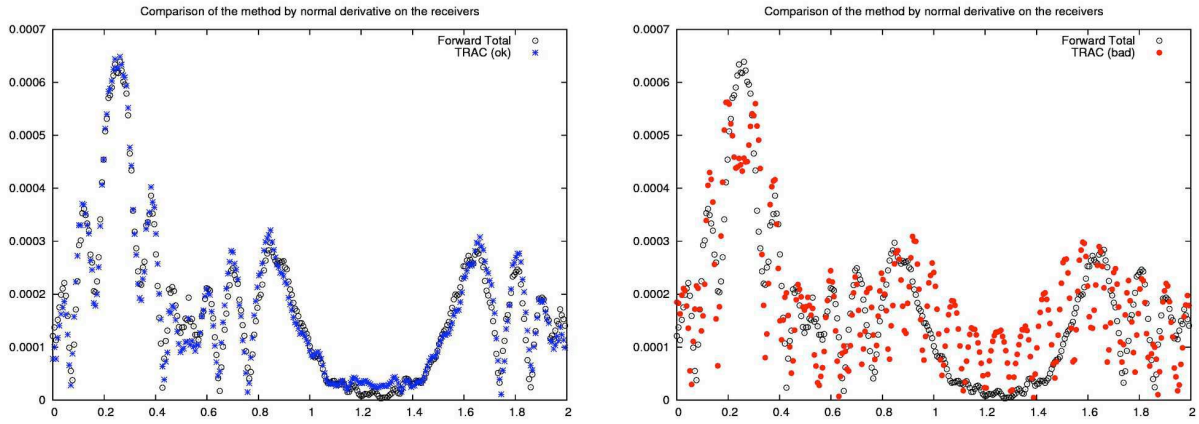 Comparison of the method by normal derivative on the receivers
0.0007
0.0006
0.0005
0.0004
0.0003
0.0002
0.0001
0
0 0.2 0.4 0.6 0.8 1 1.2 1.4 1.6 1.8 2
Forward Total
TRAC (ok)
Comparison of the method by normal derivative on the receivers
0.0007
0.0006
0.0005
0.0004
0.0003
0.0002
0.0001
0
0 0.2 0.4 0.6 0.8 1 1.2 1.4 1.6 1.8 2
Forward Total
TRAC (bad)